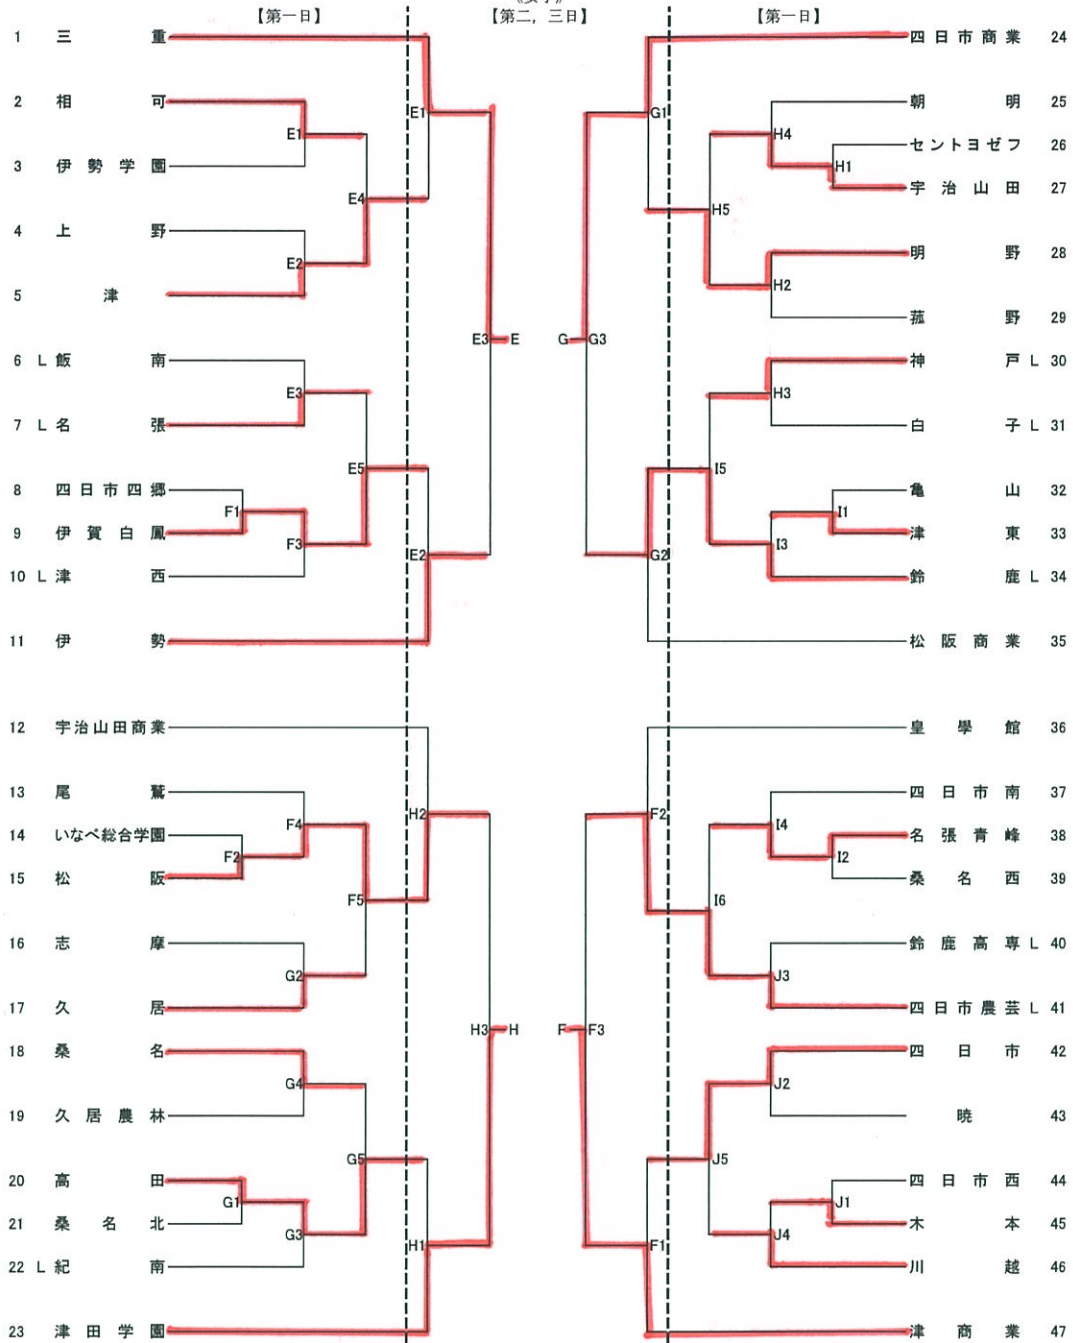 【第一日】 【第二，三日】 【第一日】
1 三重
四日市商業 24
2 相可
朝明 25
E1 G1
E1 H4
セントヨゼフ 26
3 伊勢学園
H1
宇治山田 27
E4 H5
4 上野
明野 28
E2 H2
5 津
菰野 29
E3 E G G3
6 L 飯南
神戸 L 30
E3 H3
7 L 名張
白子 L 31
E5 I5
8 四日市四郷
亀山 32
F1 I1
9 伊賀白鳳
津東 33
F3 I3
E2 G2
10 L 津西
鈴鹿 L 34
11 伊勢
松阪商業 35
12 宇治山田商業
皇學館 36
13 尾鷲
四日市南 37
H2 F2
F4 I4
14 いなべ総合学園
名張青峰 38
F2 I2
15 松阪
桑名西 39
F5 I6
16 志摩
鈴鹿高専 L 40
G2 J3
17 久居
四日市農芸 L 41
H3 H F F3
18 桑名
四日市 42
G4 J2
19 久居農林
暁 43
G5 J5
20 高田
四日市西 44
G1 J1
21 桑名北
木本 45
G3 J4
H1 F1
22 L 紀南
川越 46
23 津田学園
津商業 47